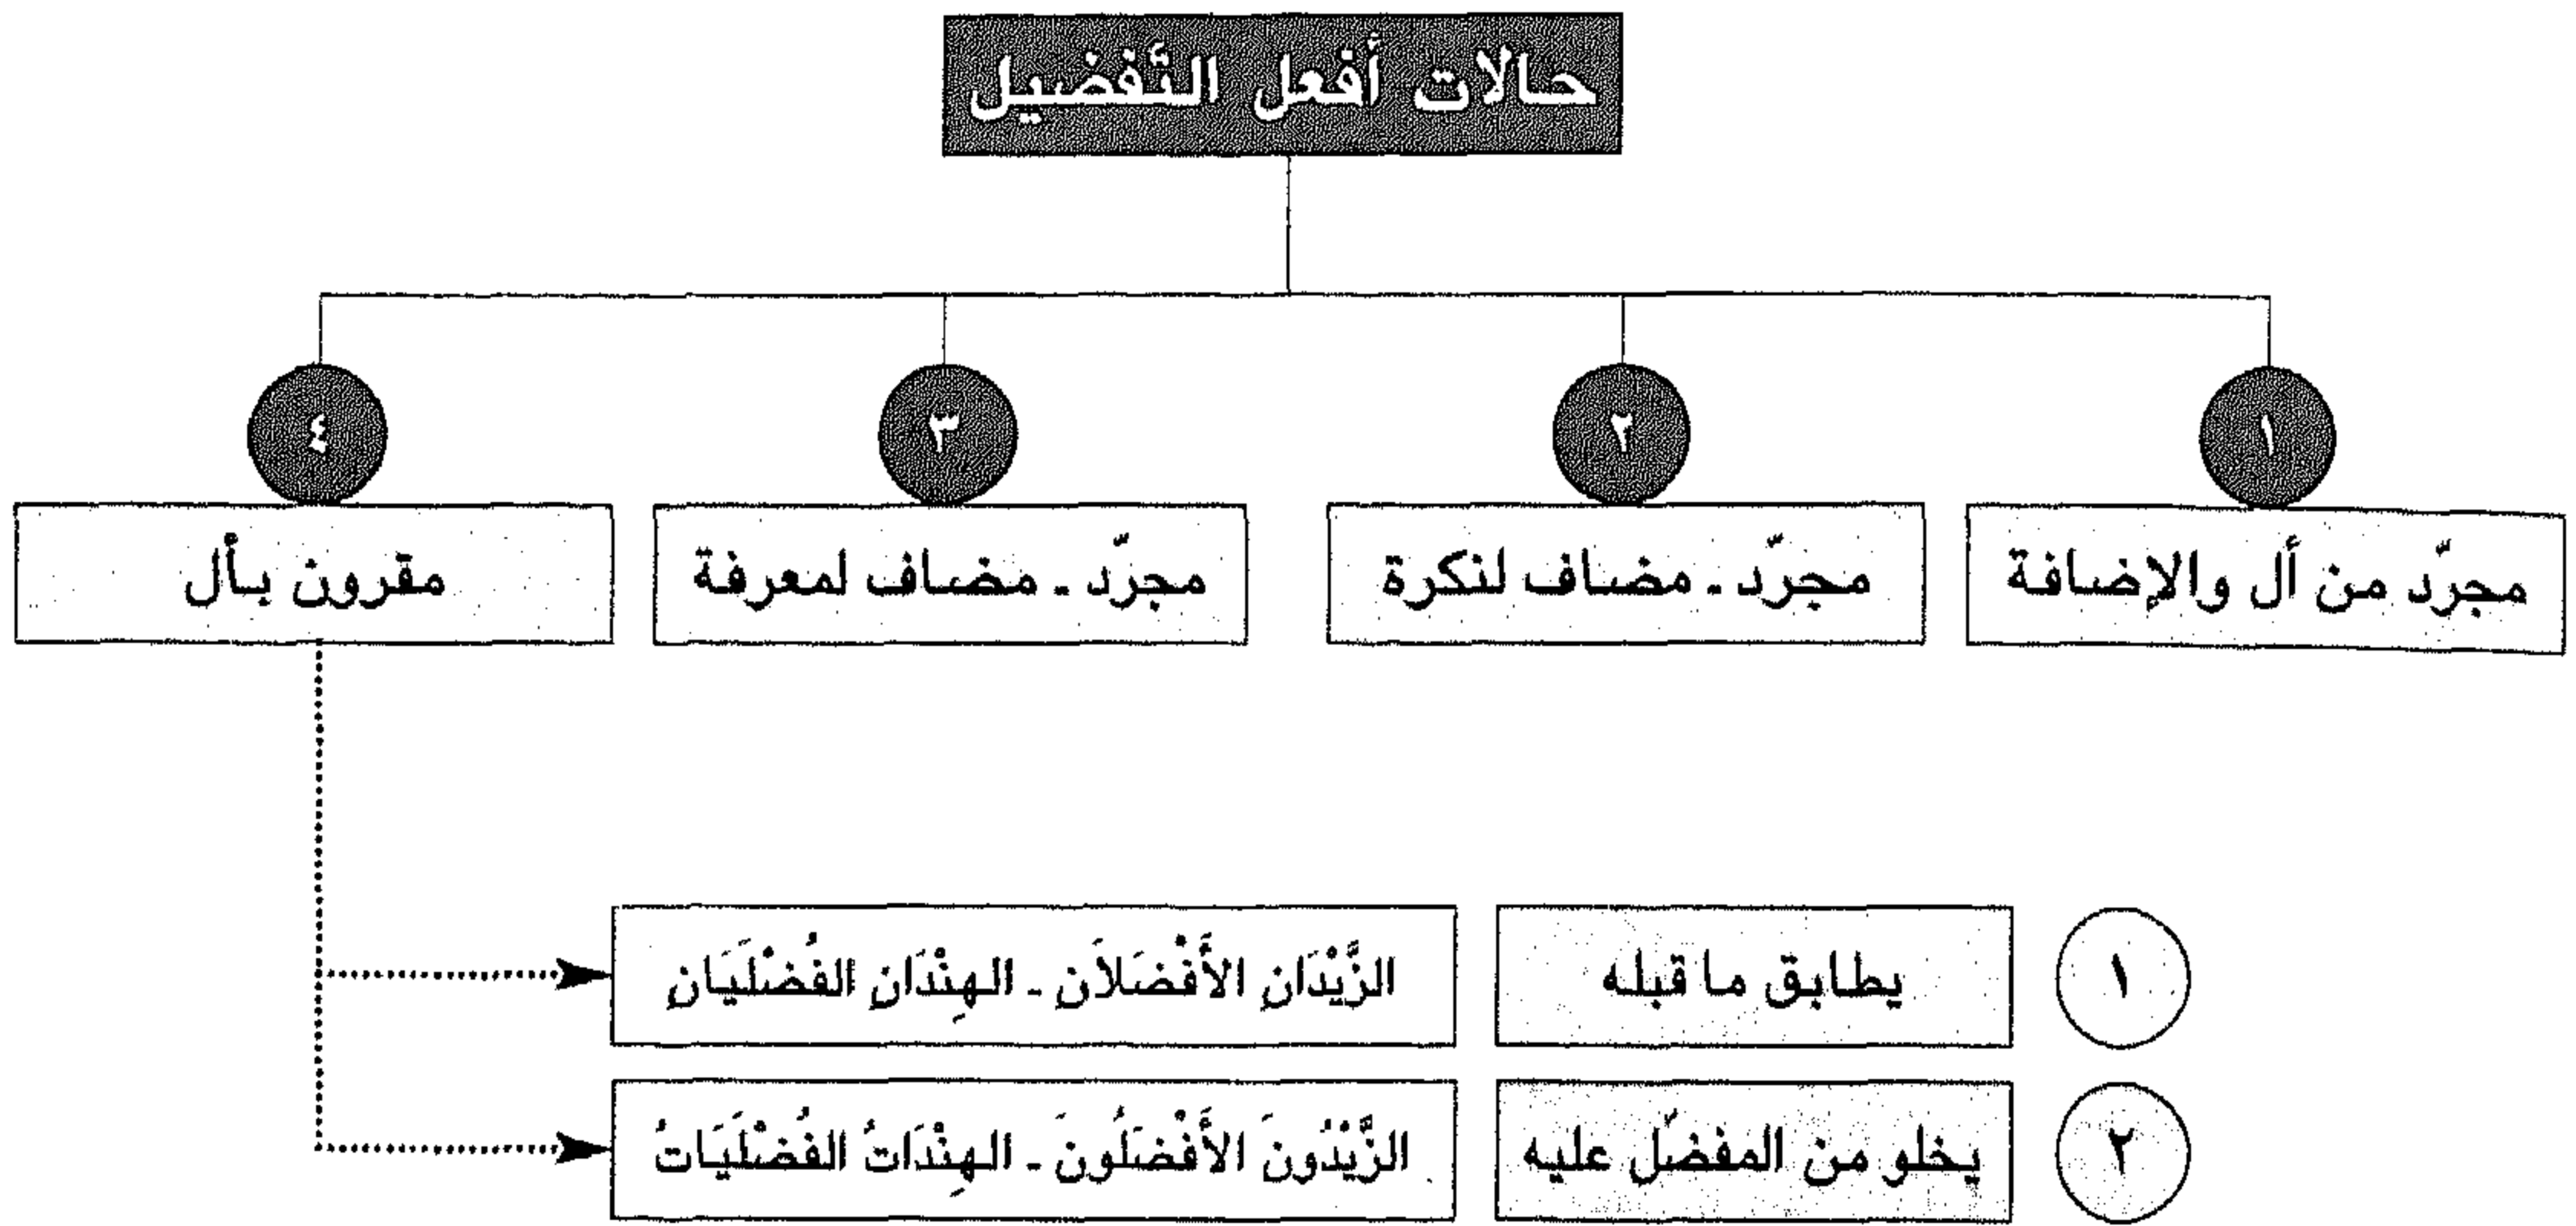 حالات أفعل التّفضيل
١
٢
٣
٤
مجرّد من أل والإضافة
مجرّد - مضاف لنكرة
مجرّد - مضاف لمعرفة
مقرون بأل
١
يطابق ما قبله
الزَّيْدَانِ الأَفْضَلاَنِ - الهِنْدَانِ الفُضْلَيَانِ
٢
يخلو من المفضّل عليه
الزَّيْدُونَ الأَفْضَلُونَ - الهِنْدَاتُ الفُضْلَيَاتُ